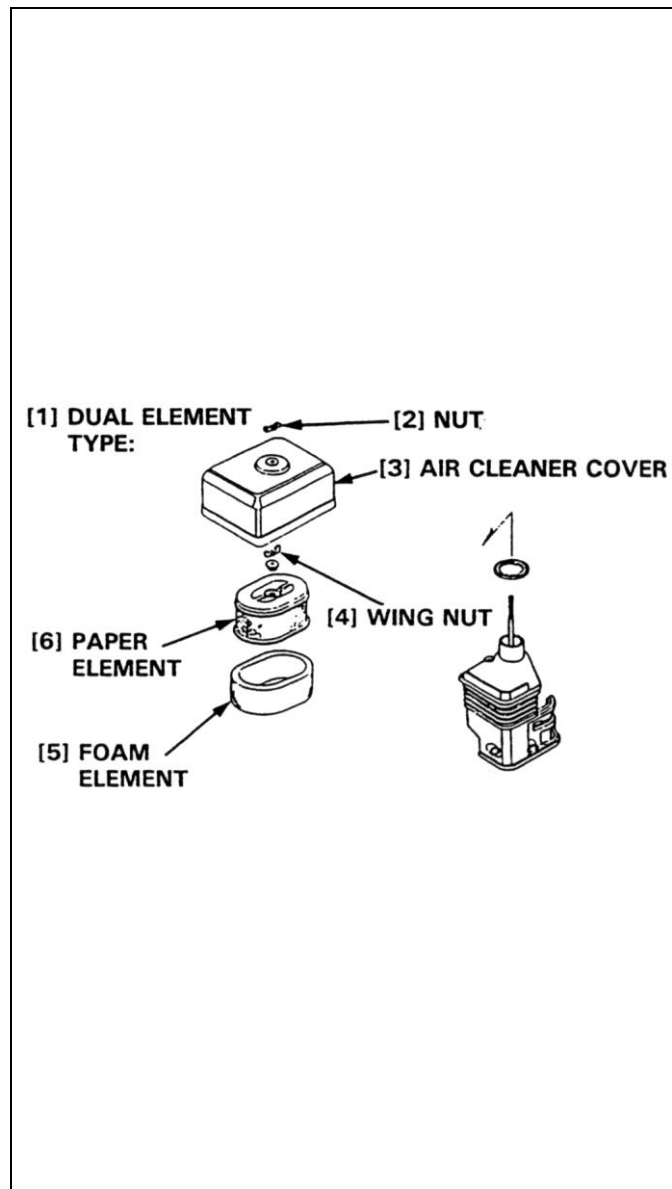 [1] DUAL ELEMENT
TYPE:
[2] NUT
[3] AIR CLEANER COVER
[4] WING NUT
[6] PAPER
ELEMENT
[5] FOAM
ELEMENT